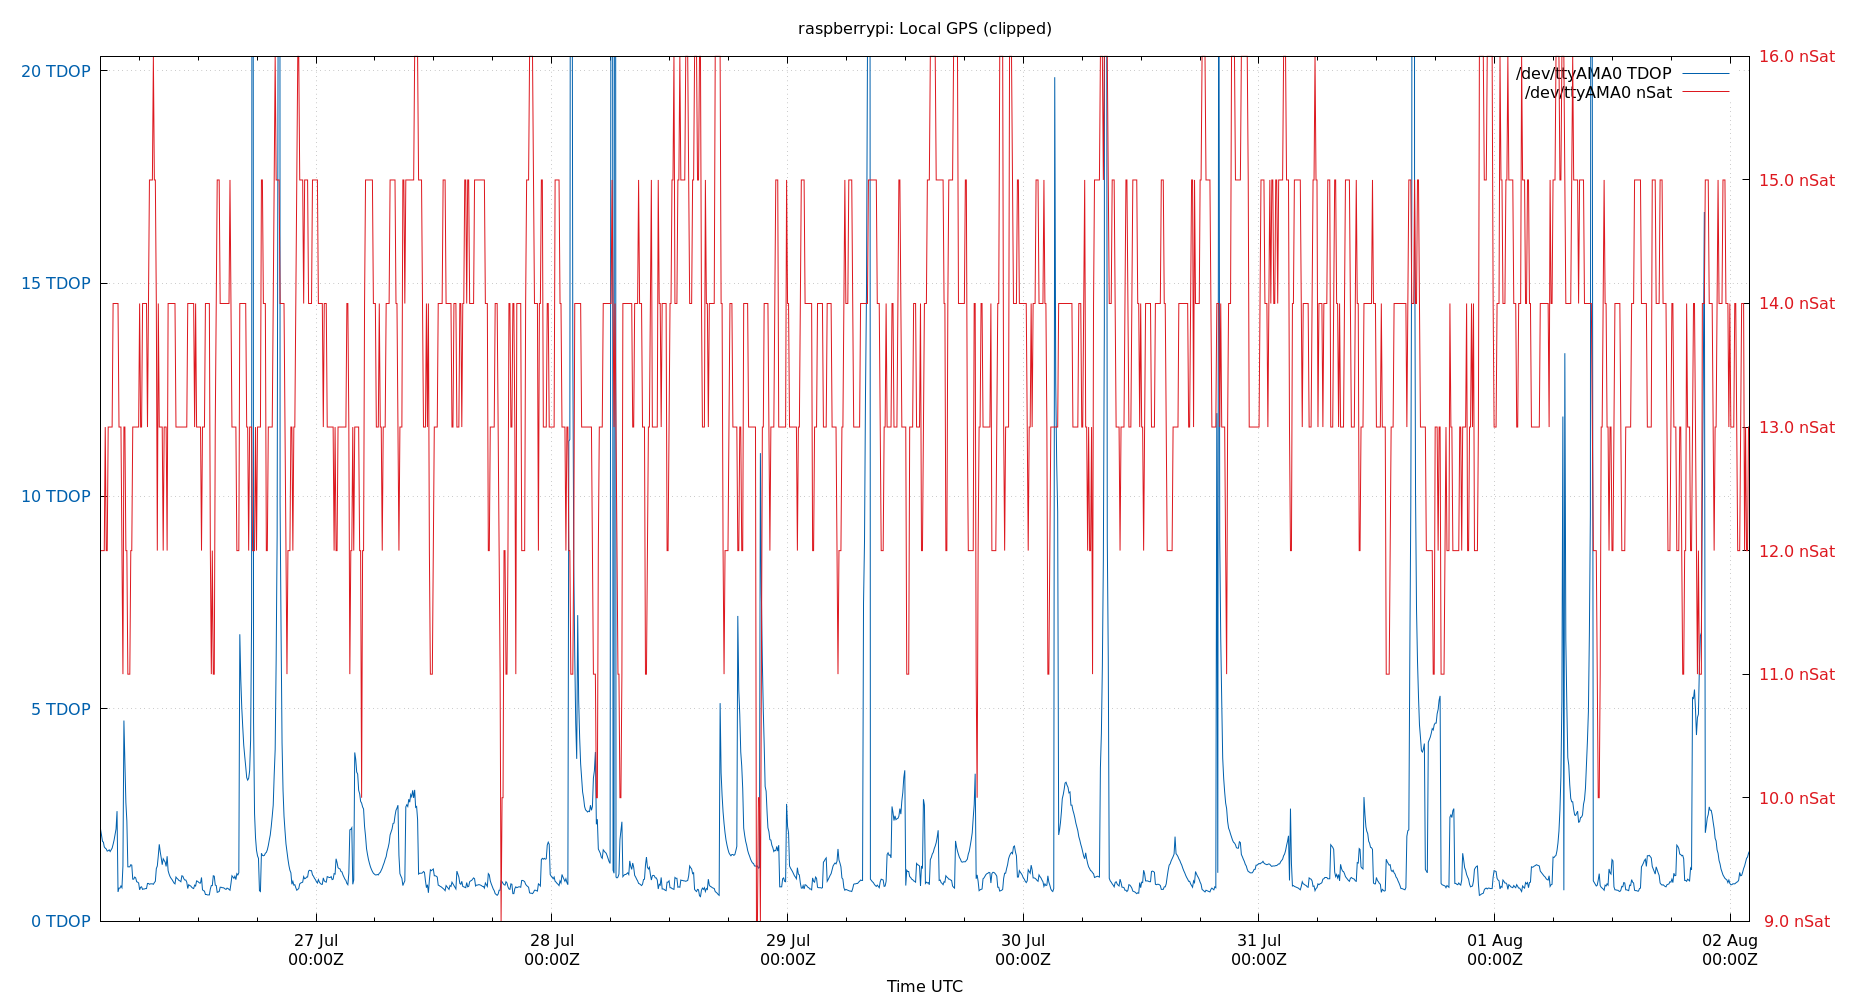 raspberrypi: Local GPS (clipped)
20 TDOP
15 TDOP
10 TDOP
5 TDOP
0 TDOP
16.0 nSat
15.0 nSat
14.0 nSat
13.0 nSat
12.0 nSat
11.0 nSat
10.0 nSat
9.0 nSat
/dev/ttyAMA0 TDOP
/dev/ttyAMA0 nSat
27 Jul
00:00Z
28 Jul
00:00Z
29 Jul
00:00Z
30 Jul
00:00Z
31 Jul
00:00Z
01 Aug
00:00Z
02 Aug
00:00Z
Time UTC